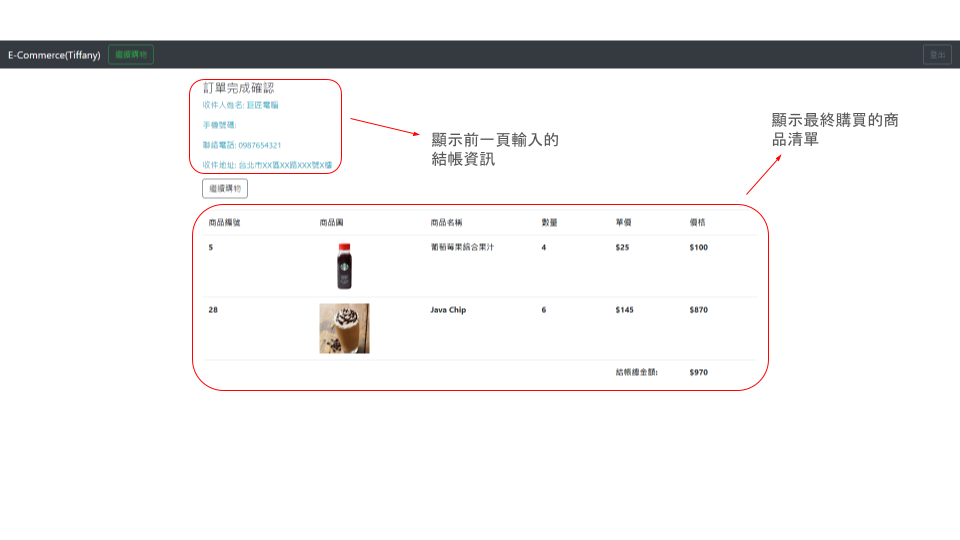 E-Commerce(Tiffany) 繼續購物 登出
訂單完成確認
收件人姓名: 巨匠電腦
手機號碼:
聯絡電話: 0987654321
收件地址: 台北市XX區XX路XXX號X樓
繼續購物
顯示前一頁輸入的
結帳資訊
顯示最終購買的商
品清單
商品編號 商品圖 商品名稱 數量 單價 價格
5 葡萄莓果綜合果汁 4 $25 $100
28 Java Chip 6 $145 $870
結帳總金額: $970